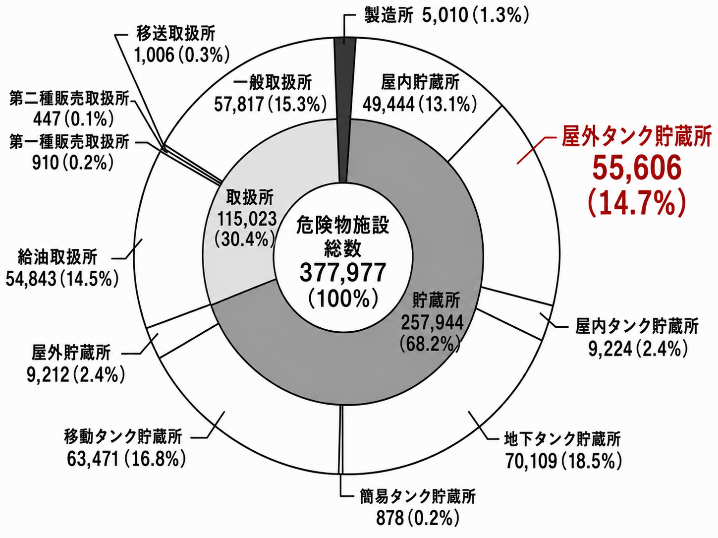 製造所 5,010(1.3%)
移送取扱所
1,006(0.3%)
一般取扱所
57,817(15.3%)
屋内貯蔵所
49,444(13.1%)
第二種販売取扱所
447(0.1%)
第一種販売取扱所
910(0.2%)
屋外タンク貯蔵所
55,606
(14.7%)
取扱所
115,023
(30.4%)
危険物施設
総数
377,977
(100%)
給油取扱所
54,843(14.5%)
貯蔵所
257,944
(68.2%)
屋内タンク貯蔵所
9,224(2.4%)
屋外貯蔵所
9,212(2.4%)
移動タンク貯蔵所
63,471(16.8%)
地下タンク貯蔵所
70,109(18.5%)
簡易タンク貯蔵所
878(0.2%)